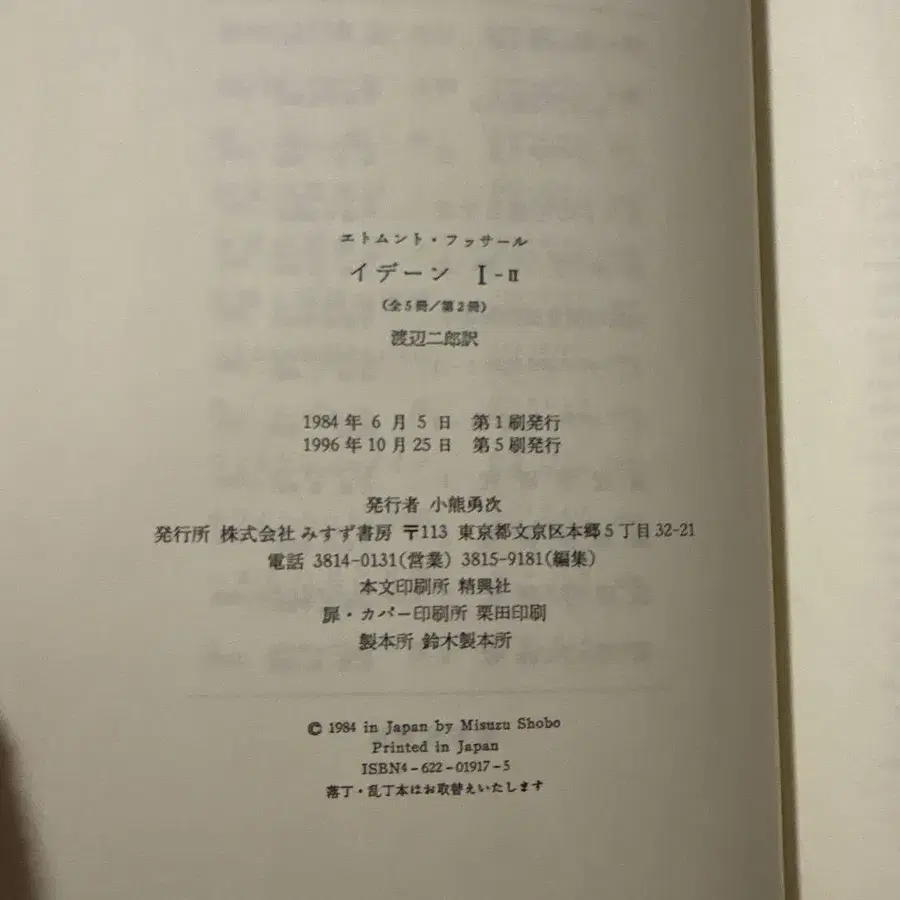 エトムント・フッサール
イデーン Ⅰ-Ⅱ
(全5冊/第2冊)
渡辺二郎訳
1984年6月5日 第1刷発行
1996年10月25日 第5刷発行
発行者 小熊勇次
発行所 株式会社 みすず書房 〒113 東京都文京区本郷5丁目32-21
電話 3814-0131(営業) 3815-9181(編集)
本文印刷所 精興社
扉・カバー印刷所 栗田印刷
製本所 鈴木製本所
© 1984 in Japan by Misuzu Shobo
Printed in Japan
ISBN4-622-01917-5
落丁・乱丁本はお取替えいたします